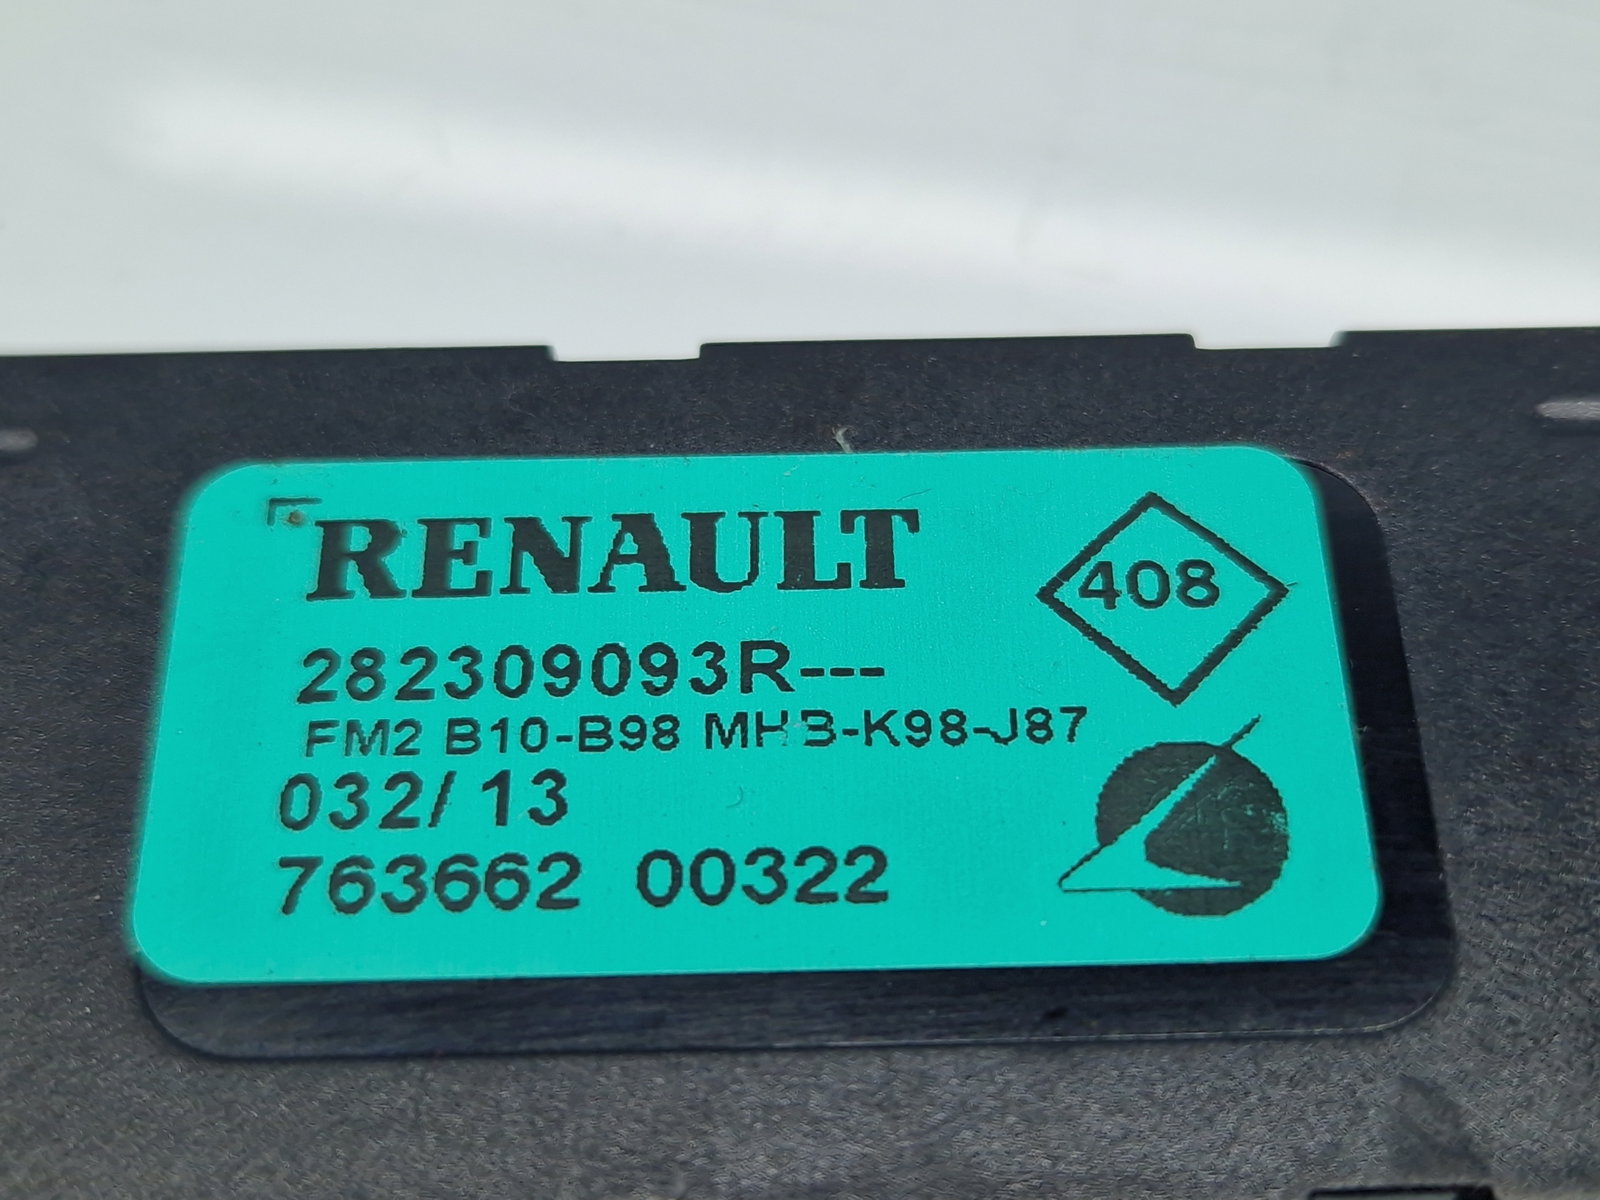 RENAULT
408
282309093R---
FM2 B10-B98 MHB-K98-J87
032/13
763662 00322